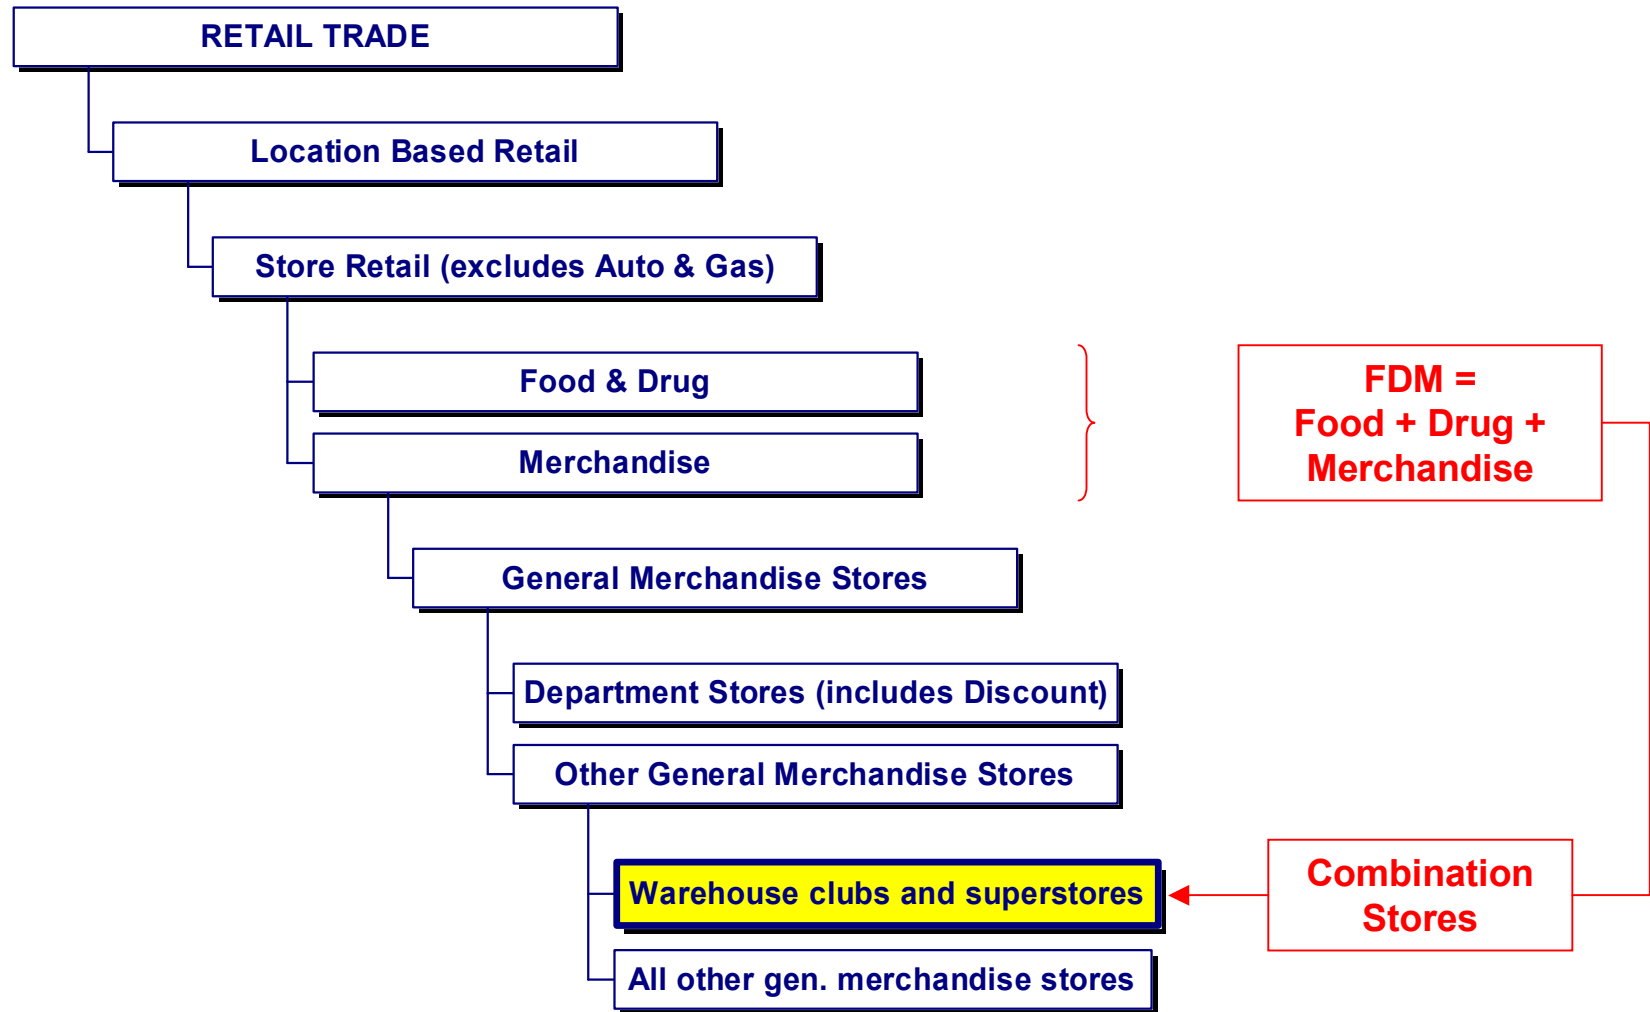 RETAIL TRADE
Location Based Retail
Store Retail (excludes Auto & Gas)
Food & Drug
Merchandise
FDM =
Food + Drug +
Merchandise
General Merchandise Stores
Department Stores (includes Discount)
Other General Merchandise Stores
Warehouse clubs and superstores
Combination
Stores
All other gen. merchandise stores